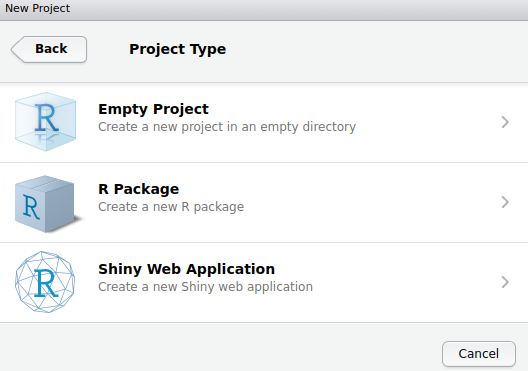 New Project
Back
Project Type
R
Empty Project
Create a new project in an empty directory
R
R Package
Create a new R package
R
Shiny Web Application
Create a new Shiny web application
Cancel